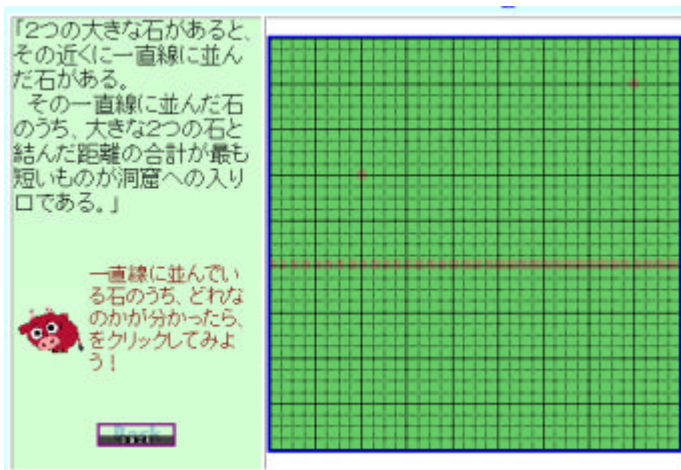 「2つの大きな石があると、
その近くに一直線に並ん
だ石がある。
その一直線に並んだ石
のうち、大きな2つの石と
結んだ距離の合計が最も
短いものが洞窟への入り
口である。」
一直線に並んでい
る石のうち、どれな
のかが分かったら、
をクリックしてみよ
う！
Back